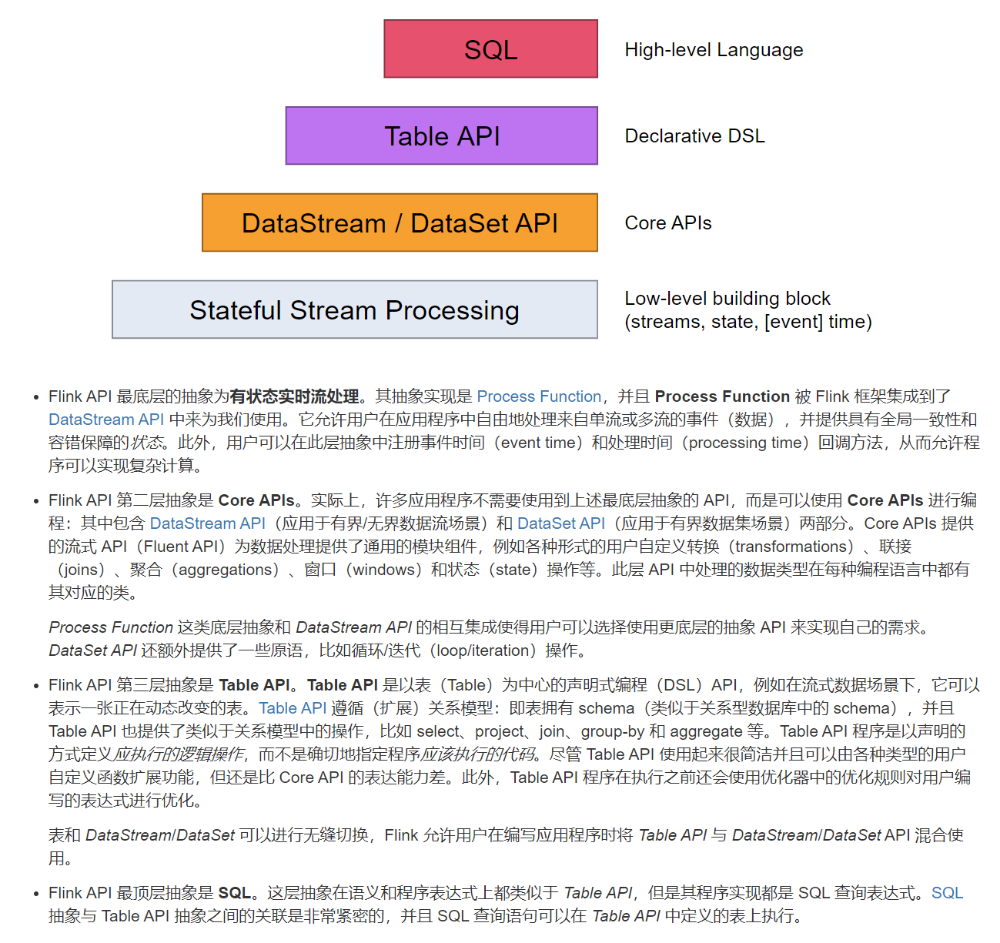 SQL
High-level Language
Table API
Declarative DSL
DataStream / DataSet API
Core APIs
Stateful Stream Processing
Low-level building block
(streams, state, [event] time)
• Flink API 最底层的抽象为有状态实时流处理。其抽象实现是 Process Function，并且 Process Function 被 Flink 框架集成到了
DataStream API 中来为我们使用。它允许用户在应用程序中自由地处理来自单流或多流的事件（数据），并提供具有全局一致性和
容错保障的状态。此外，用户可以在此层抽象中注册事件时间（event time）和处理时间（processing time）回调方法，从而允许程
序可以实现复杂计算。
• Flink API 第二层抽象是 Core APIs。实际上，许多应用程序不需要使用到上述最底层抽象的 API，而是可以使用 Core APIs 进行编
程：其中包含 DataStream API（应用于有界/无界数据流场景）和 DataSet API（应用于有界数据集场景）两部分。Core APIs 提供
的流式 API（Fluent API）为数据处理提供了通用的模块组件，例如各种形式的用户自定义转换（transformations）、联接
（joins）、聚合（aggregations）、窗口（windows）和状态（state）操作等。此层 API 中处理的数据类型在每种编程语言中都有
其对应的类。
Process Function 这类底层抽象和 DataStream API 的相互集成使得用户可以选择使用更底层的抽象 API 来实现自己的需求。
DataSet API 还额外提供了一些原语，比如循环/迭代（loop/iteration）操作。
• Flink API 第三层抽象是 Table API。Table API 是以表（Table）为中心的声明式编程（DSL）API，例如在流式数据场景下，它可以
表示一张正在动态改变的表。Table API 遵循（扩展）关系模型：即表拥有 schema（类似于关系型数据库中的 schema），并且
Table API 也提供了类似于关系模型中的操作，比如 select、project、join、group-by 和 aggregate 等。Table API 程序是以声明的
方式定义应执行的逻辑操作，而不是确切地指定程序应该执行的代码。尽管 Table API 使用起来很简洁并且可以由各种类型的用户
自定义函数扩展功能，但还是比 Core API 的表达能力差。此外，Table API 程序在执行之前还会使用优化器中的优化规则对用户编
写的表达式进行优化。
表和 DataStream/DataSet 可以进行无缝切换，Flink 允许用户在编写应用程序时将 Table API 与 DataStream/DataSet API 混合使
用。
• Flink API 最顶层抽象是 SQL。这层抽象在语义和程序表达式上都类似于 Table API，但是其程序实现都是 SQL 查询表达式。SQL
抽象与 Table API 抽象之间的关联是非常紧密的，并且 SQL 查询语句可以在 Table API 中定义的表上执行。